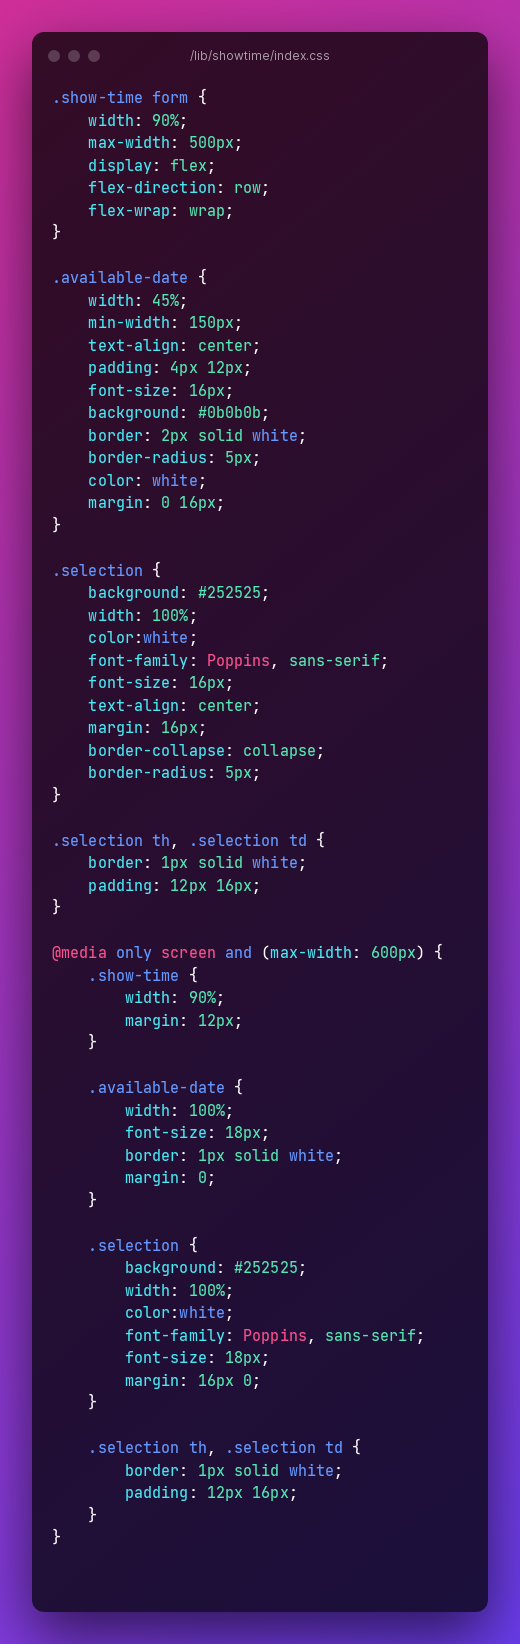 /lib/showtime/index.css
.show-time form {
    width: 90%;
    max-width: 500px;
    display: flex;
    flex-direction: row;
    flex-wrap: wrap;
}

.available-date {
    width: 45%;
    min-width: 150px;
    text-align: center;
    padding: 4px 12px;
    font-size: 16px;
    background: #0b0b0b;
    border: 2px solid white;
    border-radius: 5px;
    color: white;
    margin: 0 16px;
}

.selection {
    background: #252525;
    width: 100%;
    color:white;
    font-family: Poppins, sans-serif;
    font-size: 16px;
    text-align: center;
    margin: 16px;
    border-collapse: collapse;
    border-radius: 5px;
}

.selection th, .selection td {
    border: 1px solid white;
    padding: 12px 16px;
}

@media only screen and (max-width: 600px) {
    .show-time {
        width: 90%;
        margin: 12px;
    }

    .available-date {
        width: 100%;
        font-size: 18px;
        border: 1px solid white;
        margin: 0;
    }

    .selection {
        background: #252525;
        width: 100%;
        color:white;
        font-family: Poppins, sans-serif;
        font-size: 18px;
        margin: 16px 0;
    }

    .selection th, .selection td {
        border: 1px solid white;
        padding: 12px 16px;
    }
}